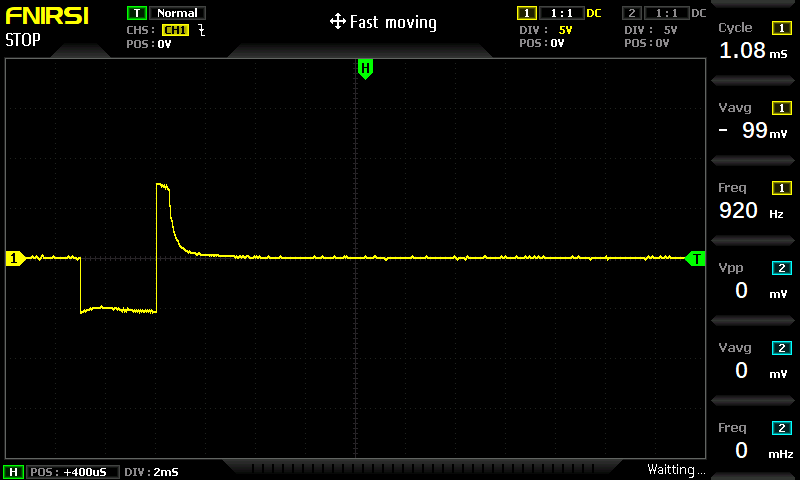 FNIRSI
STOP
T Normal
CHS: CH1
POS: 0V
Fast moving
1 1:1 DC
DIV: 5V
POS: 0V
2 1:1 DC
DIV: 5V
POS: 0V
H
1
T
Cycle 1
1.08 mS
Vavg 1
- 99 mV
Freq 1
920 Hz
Vpp 2
0 mV
Vavg 2
0 mV
Freq 2
0 mHz
H POS: +400uS DIV: 2mS
Waitting...